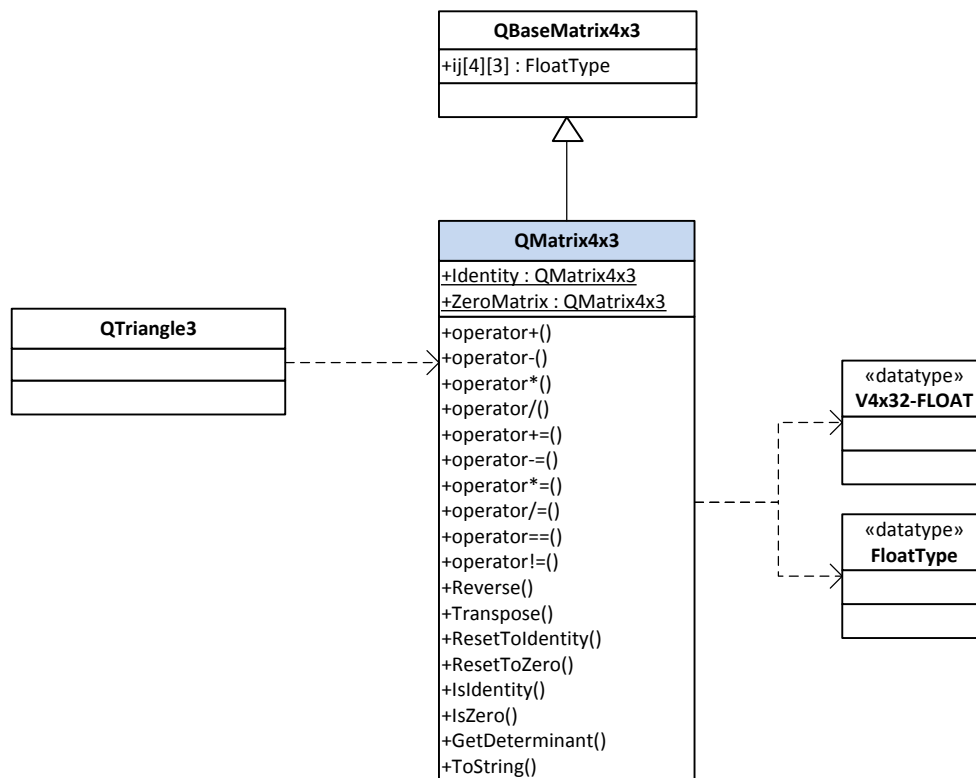 QBaseMatrix4x3
+ij[4][3] : FloatType
QMatrix4x3
+Identity : QMatrix4x3
+ZeroMatrix : QMatrix4x3
+operator+()
+operator-()
+operator*()
+operator/()
+operator+=()
+operator-=()
+operator*=()
+operator/=()
+operator==()
+operator!=()
+Reverse()
+Transpose()
+ResetToIdentity()
+ResetToZero()
+IsIdentity()
+IsZero()
+GetDeterminant()
+ToString()
QTriangle3
«datatype»
V4x32-FLOAT
«datatype»
FloatType